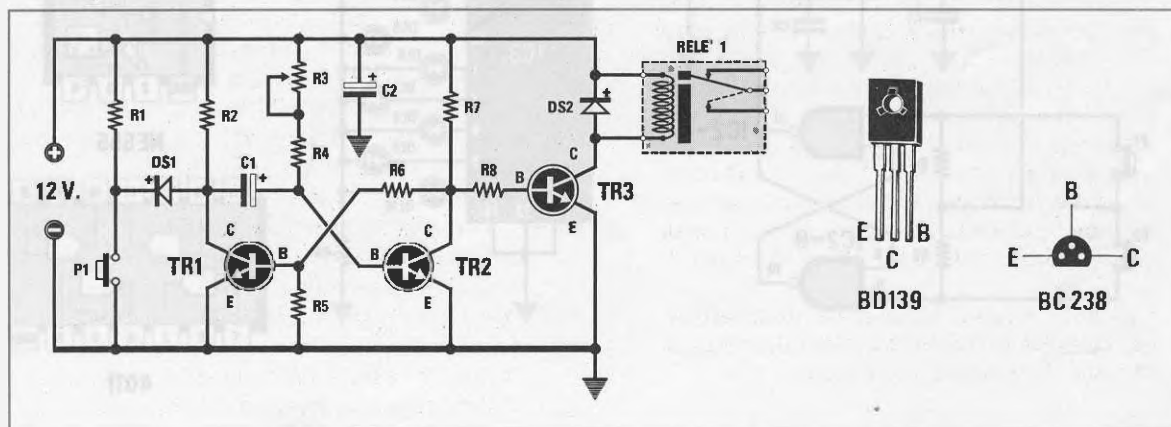 RELE' 1
R1
R2
R3
C2
R7
DS2
DS1
C1
R4
R6
R8
B
C
E
TR3
12 V.
P1
TR1
C
B
E
R5
B
C
E
TR2
E
C
B
BD139
B
E
C
BC 238